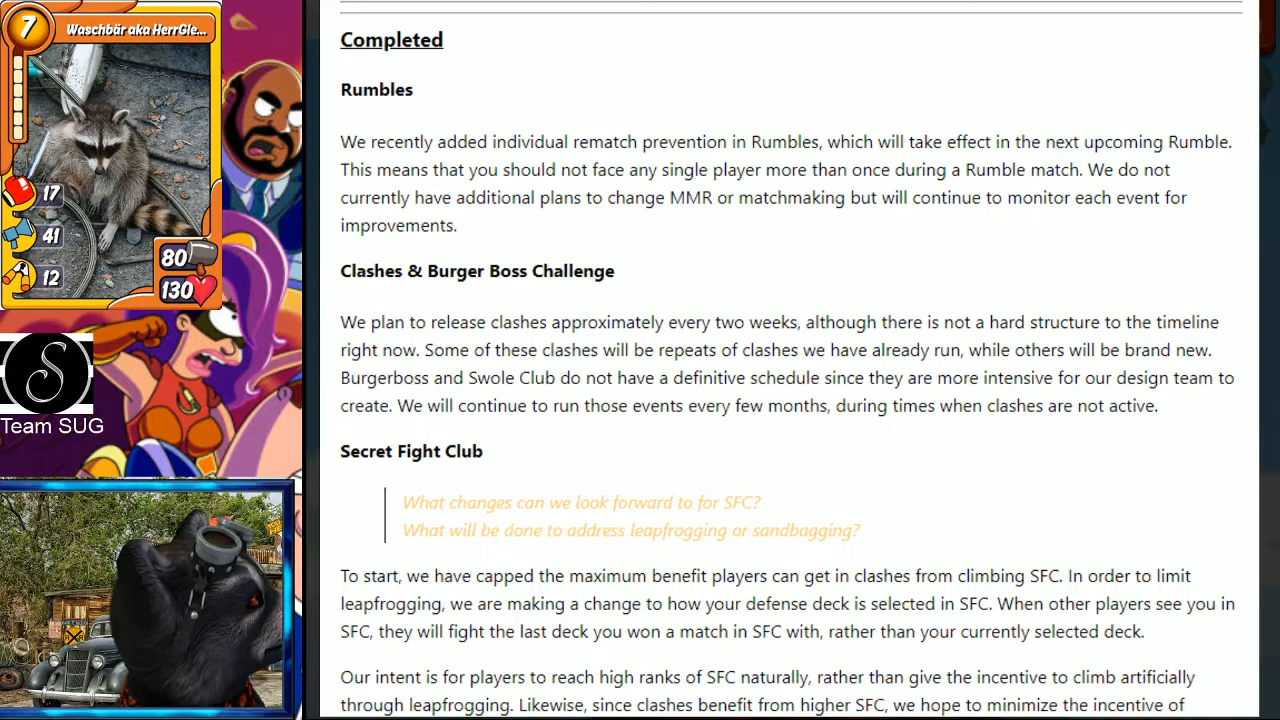 7
Waschbär aka HerrGle...
17
41
12
80
130
S
Team SUG
Completed
Rumbles
We recently added individual rematch prevention in Rumbles, which will take effect in the next upcoming Rumble.
This means that you should not face any single player more than once during a Rumble match. We do not
currently have additional plans to change MMR or matchmaking but will continue to monitor each event for
improvements.
Clashes & Burger Boss Challenge
We plan to release clashes approximately every two weeks, although there is not a hard structure to the timeline
right now. Some of these clashes will be repeats of clashes we have already run, while others will be brand new.
Burgerboss and Swole Club do not have a definitive schedule since they are more intensive for our design team to
create. We will continue to run those events every few months, during times when clashes are not active.
Secret Fight Club
What changes can we look forward to for SFC?
What will be done to address leapfrogging or sandbagging?
To start, we have capped the maximum benefit players can get in clashes from climbing SFC. In order to limit
leapfrogging, we are making a change to how your defense deck is selected in SFC. When other players see you in
SFC, they will fight the last deck you won a match in SFC with, rather than your currently selected deck.
Our intent is for players to reach high ranks of SFC naturally, rather than give the incentive to climb artificially
through leapfrogging. Likewise, since clashes benefit from higher SFC, we hope to minimize the incentive of